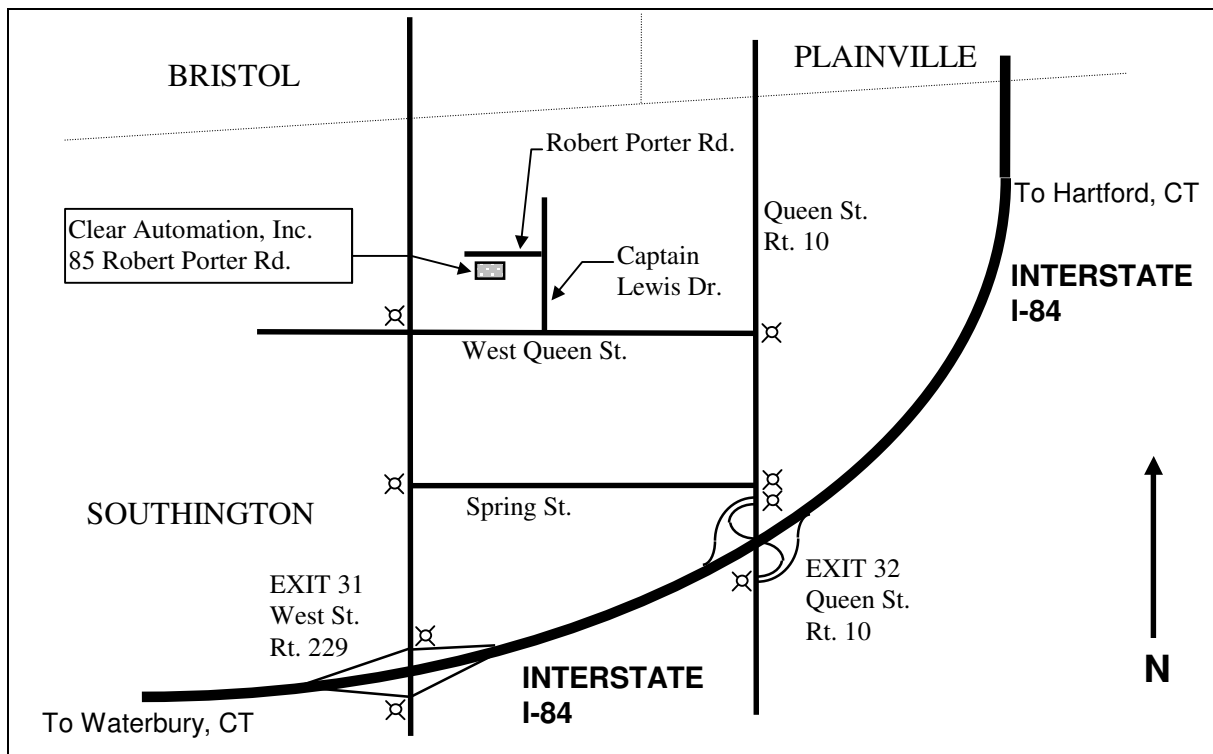 BRISTOL
PLAINVILLE
Robert Porter Rd.
To Hartford, CT
Clear Automation, Inc.
85 Robert Porter Rd.
Queen St.
Rt. 10
Captain
Lewis Dr.
INTERSTATE
I-84
West Queen St.
SOUTHINGTON
Spring St.
EXIT 31
West St.
Rt. 229
EXIT 32
Queen St.
Rt. 10
INTERSTATE
I-84
N
To Waterbury, CT